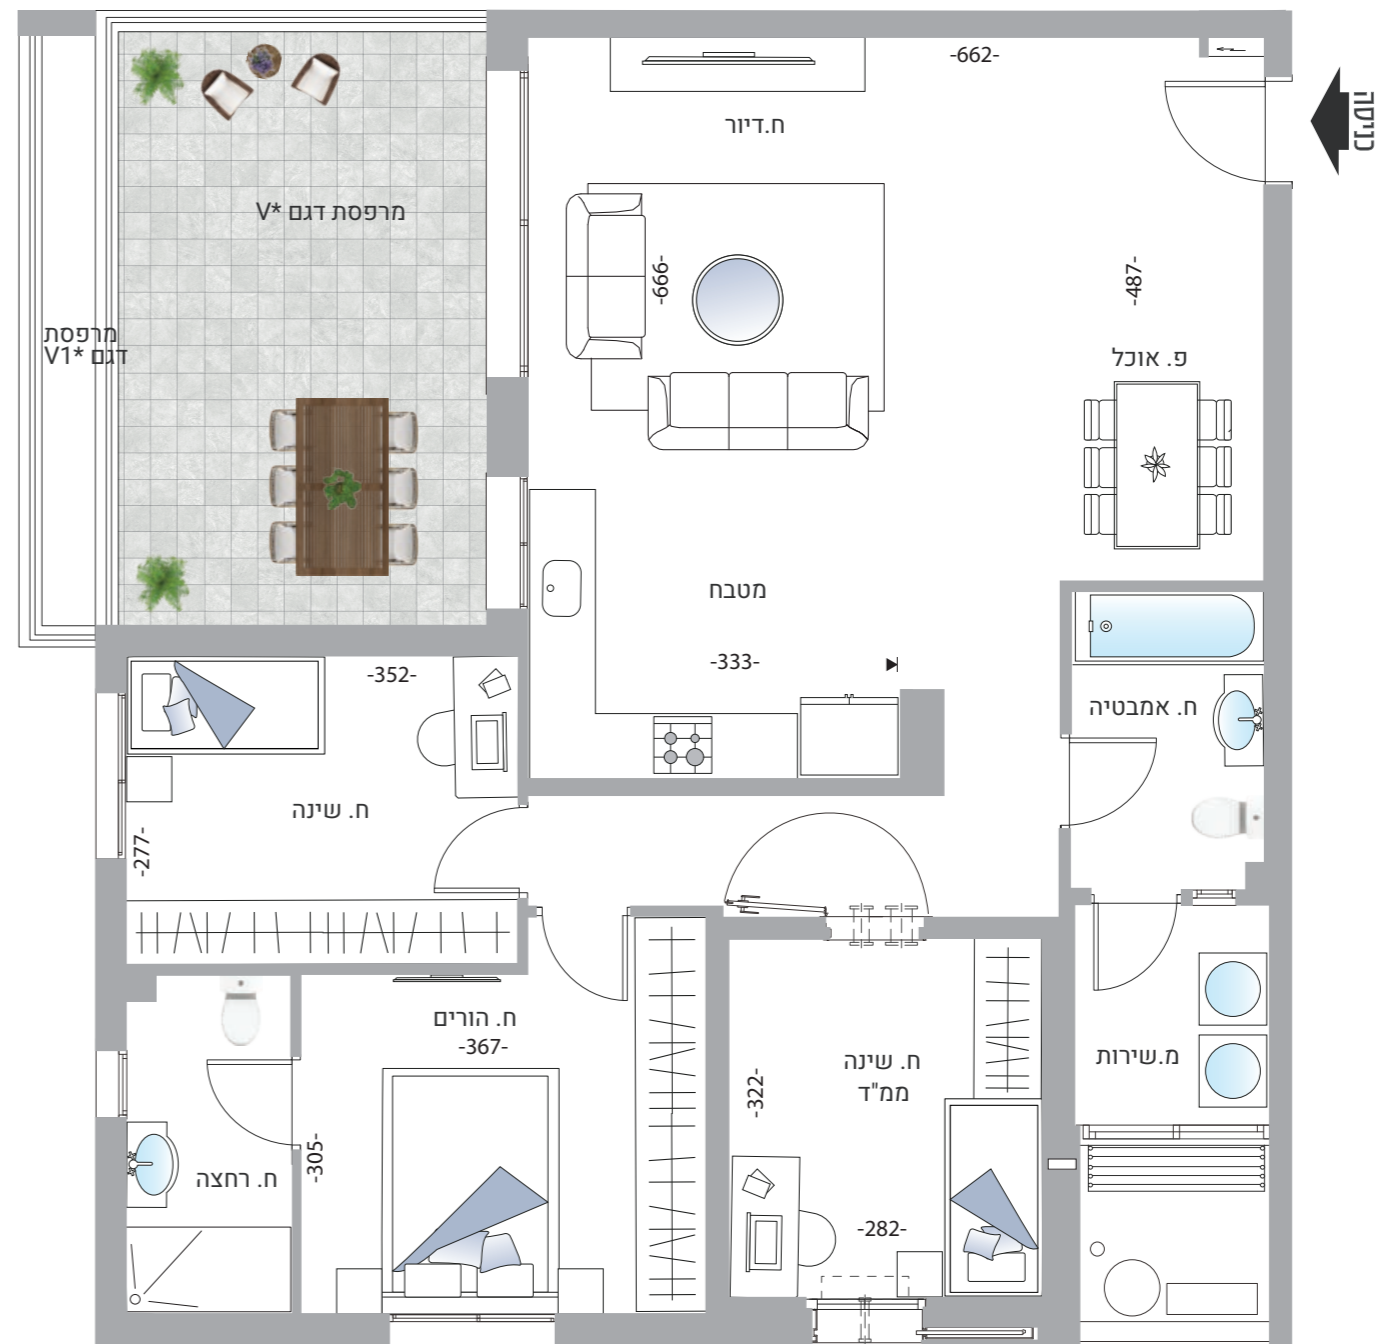 -662-
כניסה
ח.דיור
מרפסת דגם *V
-666-
-487-
מרפסת
דגם *V1
פ. אוכל
מטבח
-333-
-352-
ח. אמבטיה
ח. שינה
-277-
ח. הורים
-367-
ח. שינה
ממ"ד
מ.שירות
-322-
-305-
ח. רחצה
-282-